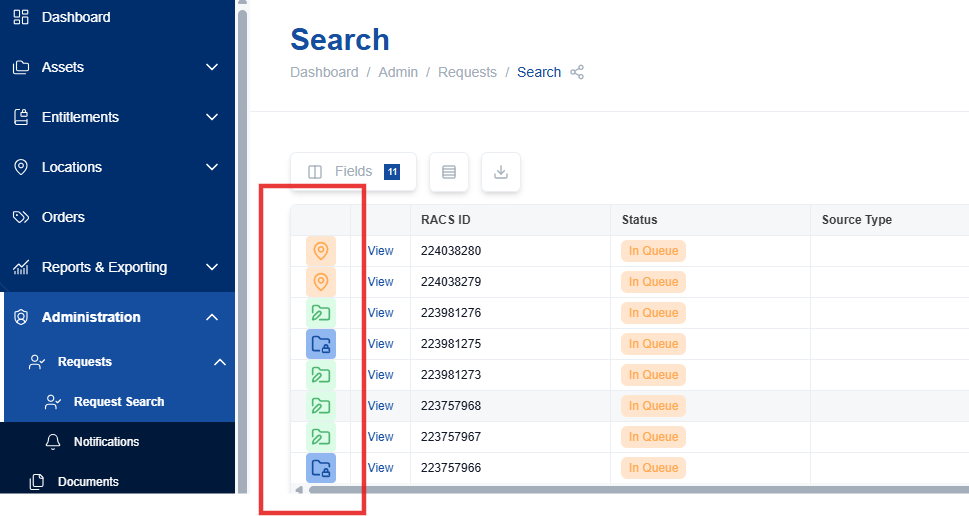 Dashboard
Assets
Entitlements
Locations
Orders
Reports & Exporting
Administration
Requests
Request Search
Notifications
Documents
Search
Dashboard / Admin / Requests / Search
Fields 11
RACS ID Status Source Type
View 224038280 In Queue
View 224038279 In Queue
View 223981276 In Queue
View 223981275 In Queue
View 223981273 In Queue
View 223757968 In Queue
View 223757967 In Queue
View 223757966 In Queue